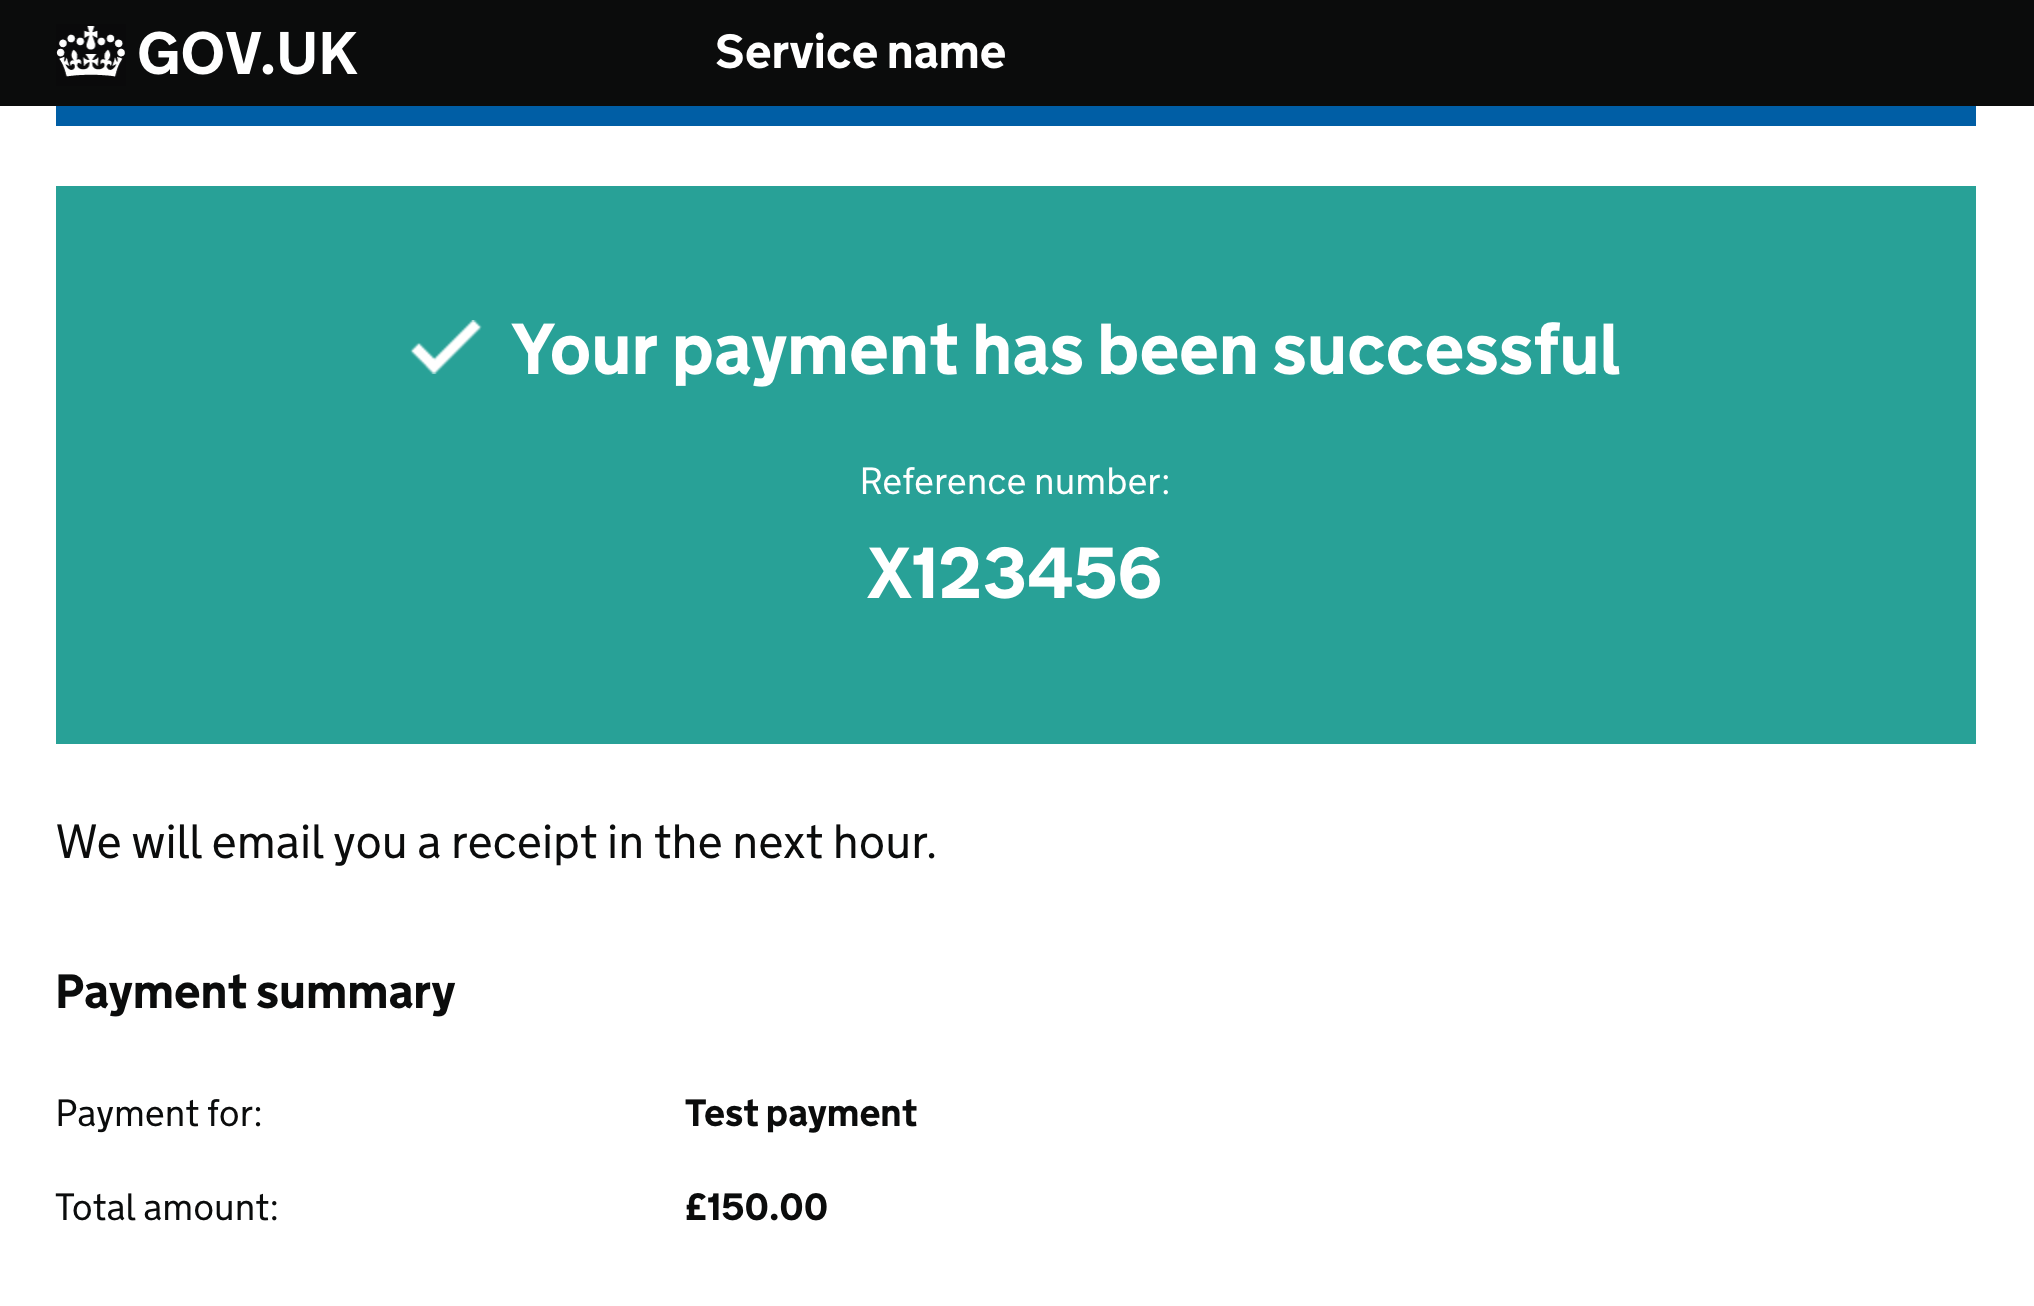 GOV.UK
Service name
Your payment has been successful
Reference number:
X123456
We will email you a receipt in the next hour.
Payment summary
Payment for: Test payment
Total amount: £150.00